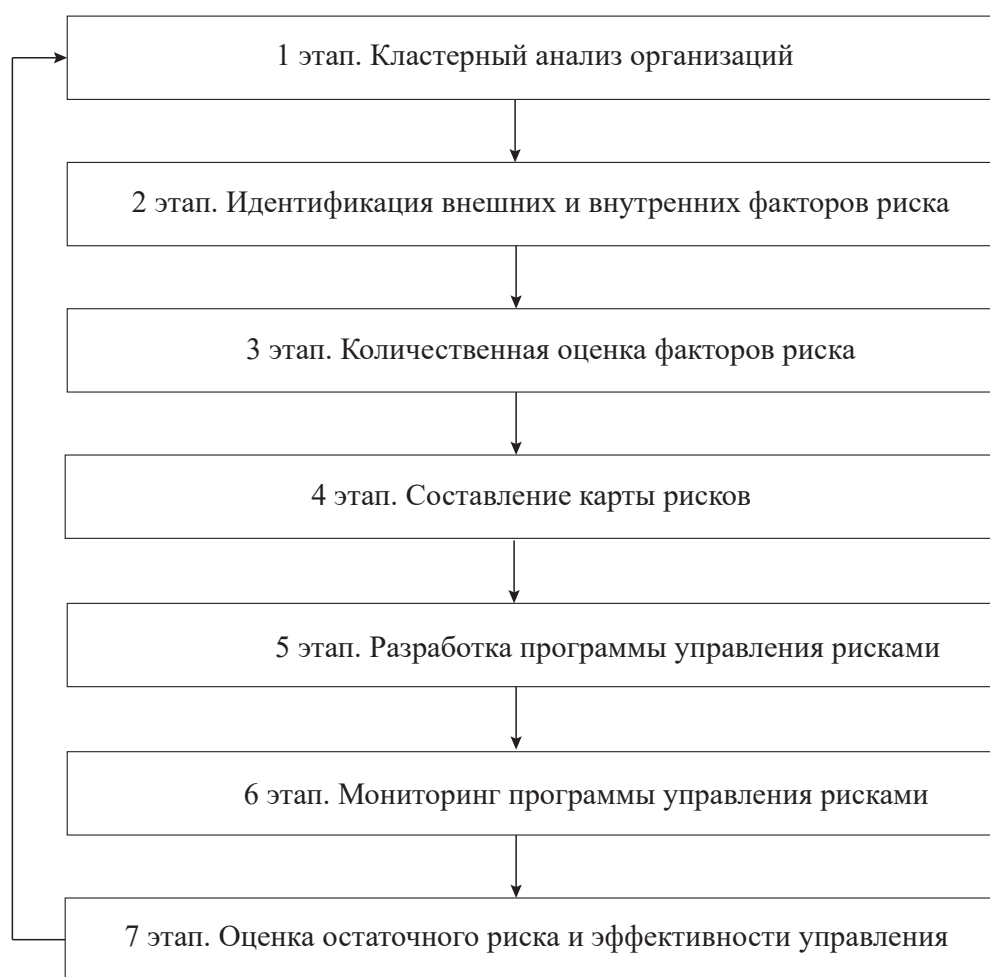 1 этап. Кластерный анализ организаций
2 этап. Идентификация внешних и внутренних факторов риска
3 этап. Количественная оценка факторов риска
4 этап. Составление карты рисков
5 этап. Разработка программы управления рисками
6 этап. Мониторинг программы управления рисками
7 этап. Оценка остаточного риска и эффективности управления